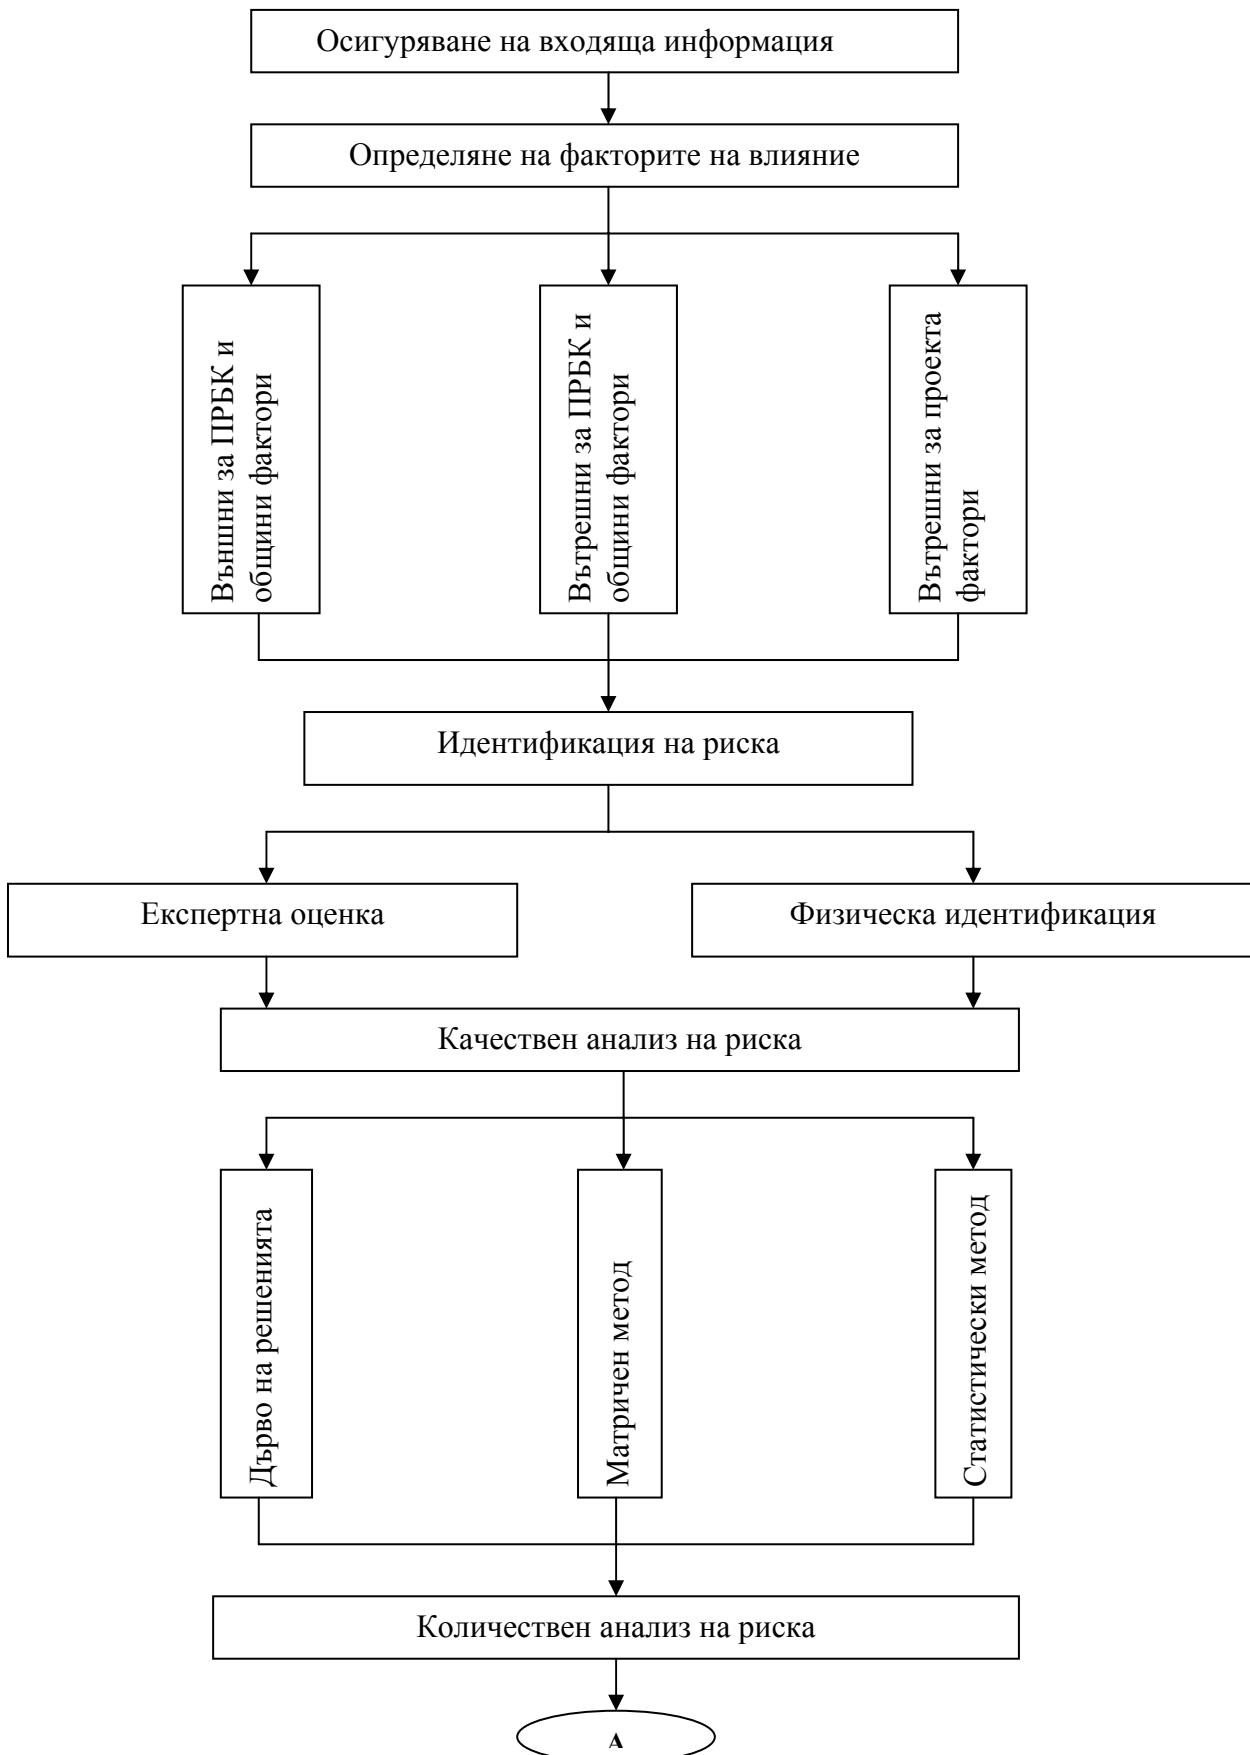 Осигуряване на входяща информация
Определяне на факторите на влияние
Външни за ПРБК и
общини фактори
Вътрешни за ПРБК и
общини фактори
Вътрешни за проекта
фактори
Идентификация на риска
Експертна оценка
Физическа идентификация
Качествен анализ на риска
Дърво на решенията
Матричен метод
Статистически метод
Количествен анализ на риска
А